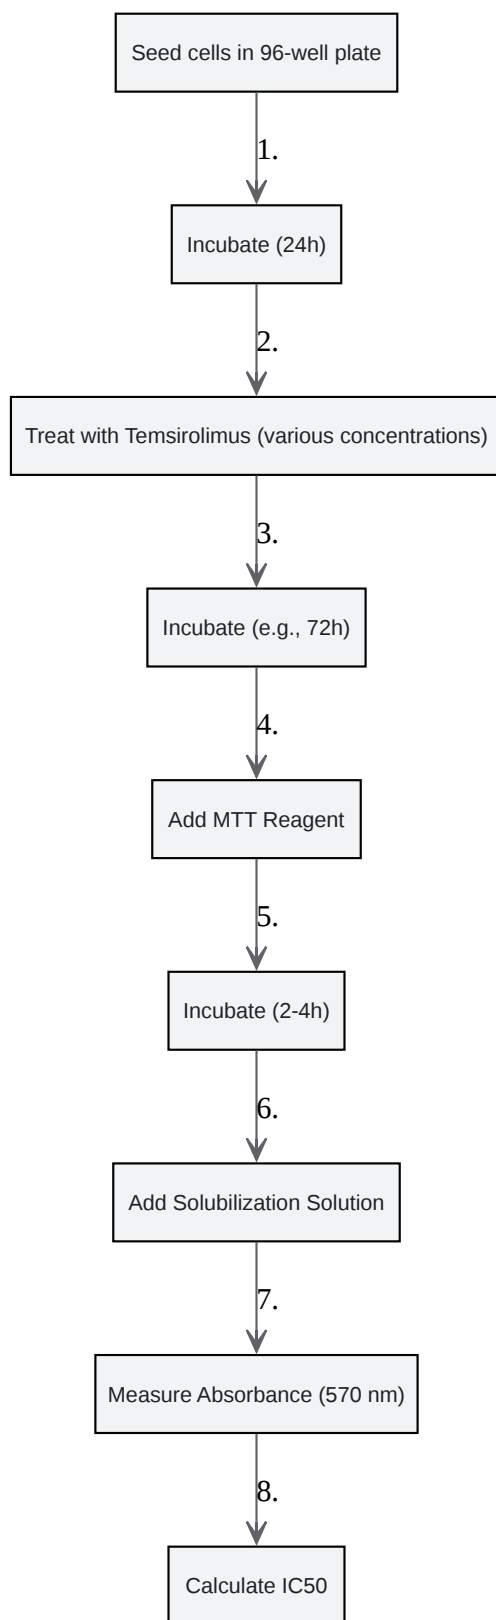 Seed cells in 96-well plate
1.
Incubate (24h)
2.
Treat with Temsirolimus (various concentrations)
3.
Incubate (e.g., 72h)
4.
Add MTT Reagent
5.
Incubate (2-4h)
6.
Add Solubilization Solution
7.
Measure Absorbance (570 nm)
8.
Calculate IC50